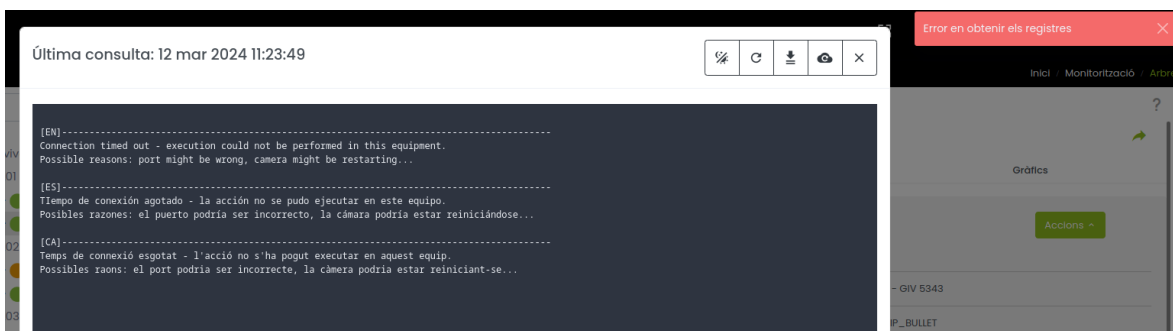 Error en obtenir els registres
Última consulta: 12 mar 2024 11:23:49
Inici / Monitorització / Arbre
?
[EN]------------------------------------------------------------------------------------------
Connection timed out - execution could not be performed in this equipment.
Possible reasons: port might be wrong, camera might be restarting...
[ES]------------------------------------------------------------------------------------------
TIempo de conexión agotado - la acción no se pudo ejecutar en este equipo.
Posibles razones: el puerto podría ser incorrecto, la cámara podría estar reiniciándose...
[CA]------------------------------------------------------------------------------------------
Temps de connexió esgotat - l'acció no s'ha pogut executar en aquest equip.
Possibles raons: el port podria ser incorrecte, la càmera podria estar reiniciant-se...
01
02
03
Gràfics
Accions
- GIV 5343
IP_BULLET